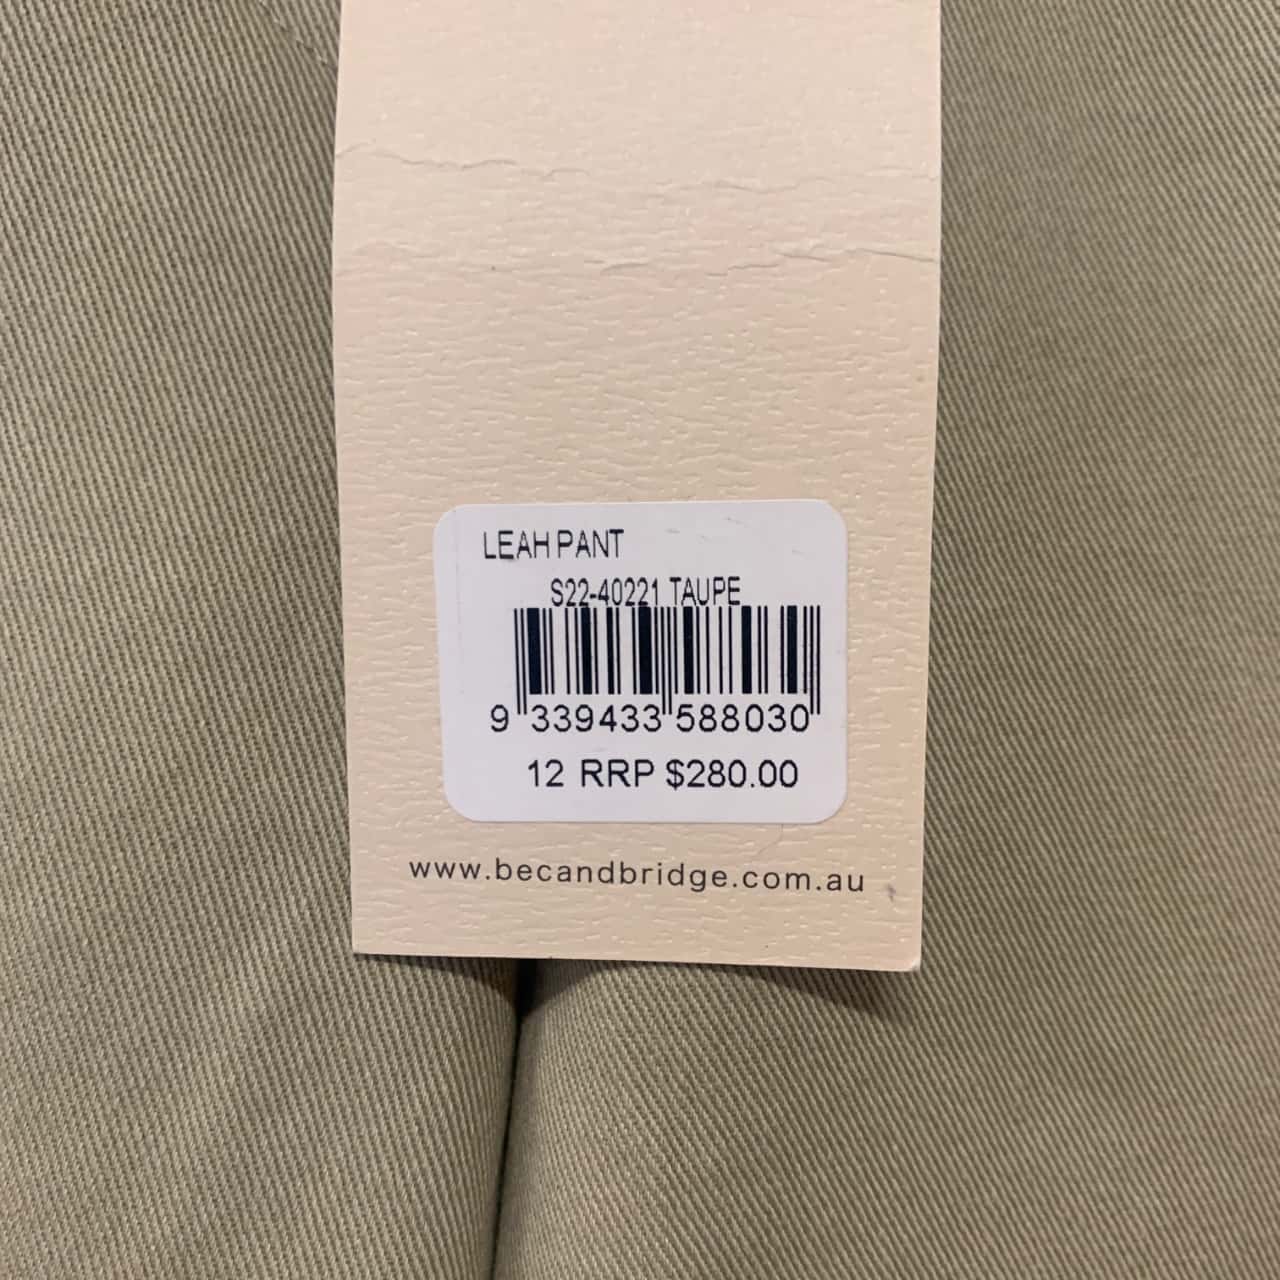 LEAH PANT
S22-40221 TAUPE
9 339433 588030
12 RRP $280.00
www.becandbridge.com.au